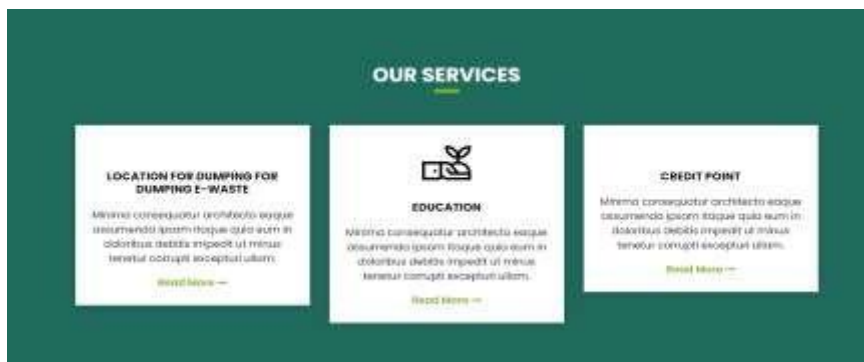 OUR SERVICES
LOCATION FOR DUMPING FOR
DUMPING E-WASTE
Minima consequatur architecto eaque
assumenda ipsam itaque quia eum in
doloribus debitis impedit ut minus
tenetur corrupti excepturi ullam.
Read More →
EDUCATION
Minima consequatur architecto eaque
assumenda ipsam itaque quia eum in
doloribus debitis impedit ut minus
tenetur corrupti excepturi ullam.
Read More →
CREDIT POINT
Minima consequatur architecto eaque
assumenda ipsam itaque quia eum in
doloribus debitis impedit ut minus
tenetur corrupti excepturi ullam.
Read More →